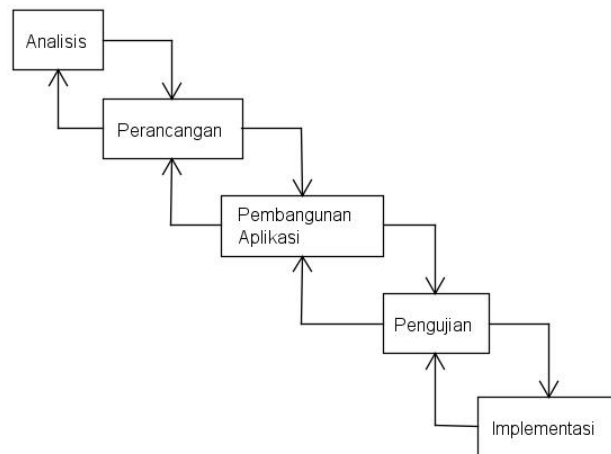 Analisis
Perancangan
Pembangunan
Aplikasi
Pengujian
Implementasi